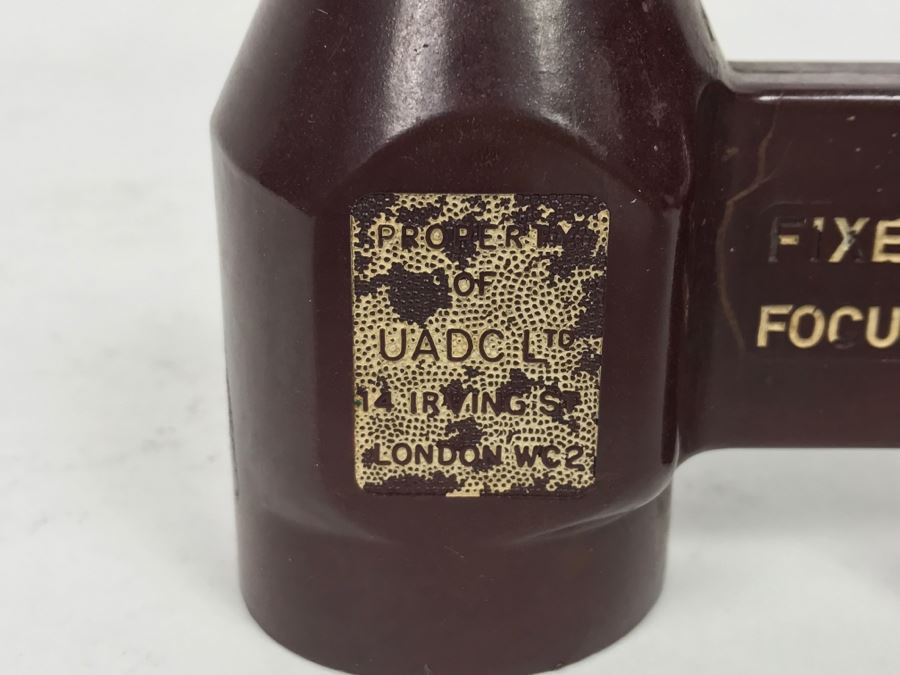 PROPERTY
OF
UADC LTD
14 IRVING ST
LONDON WC2
FIXE
FOCU